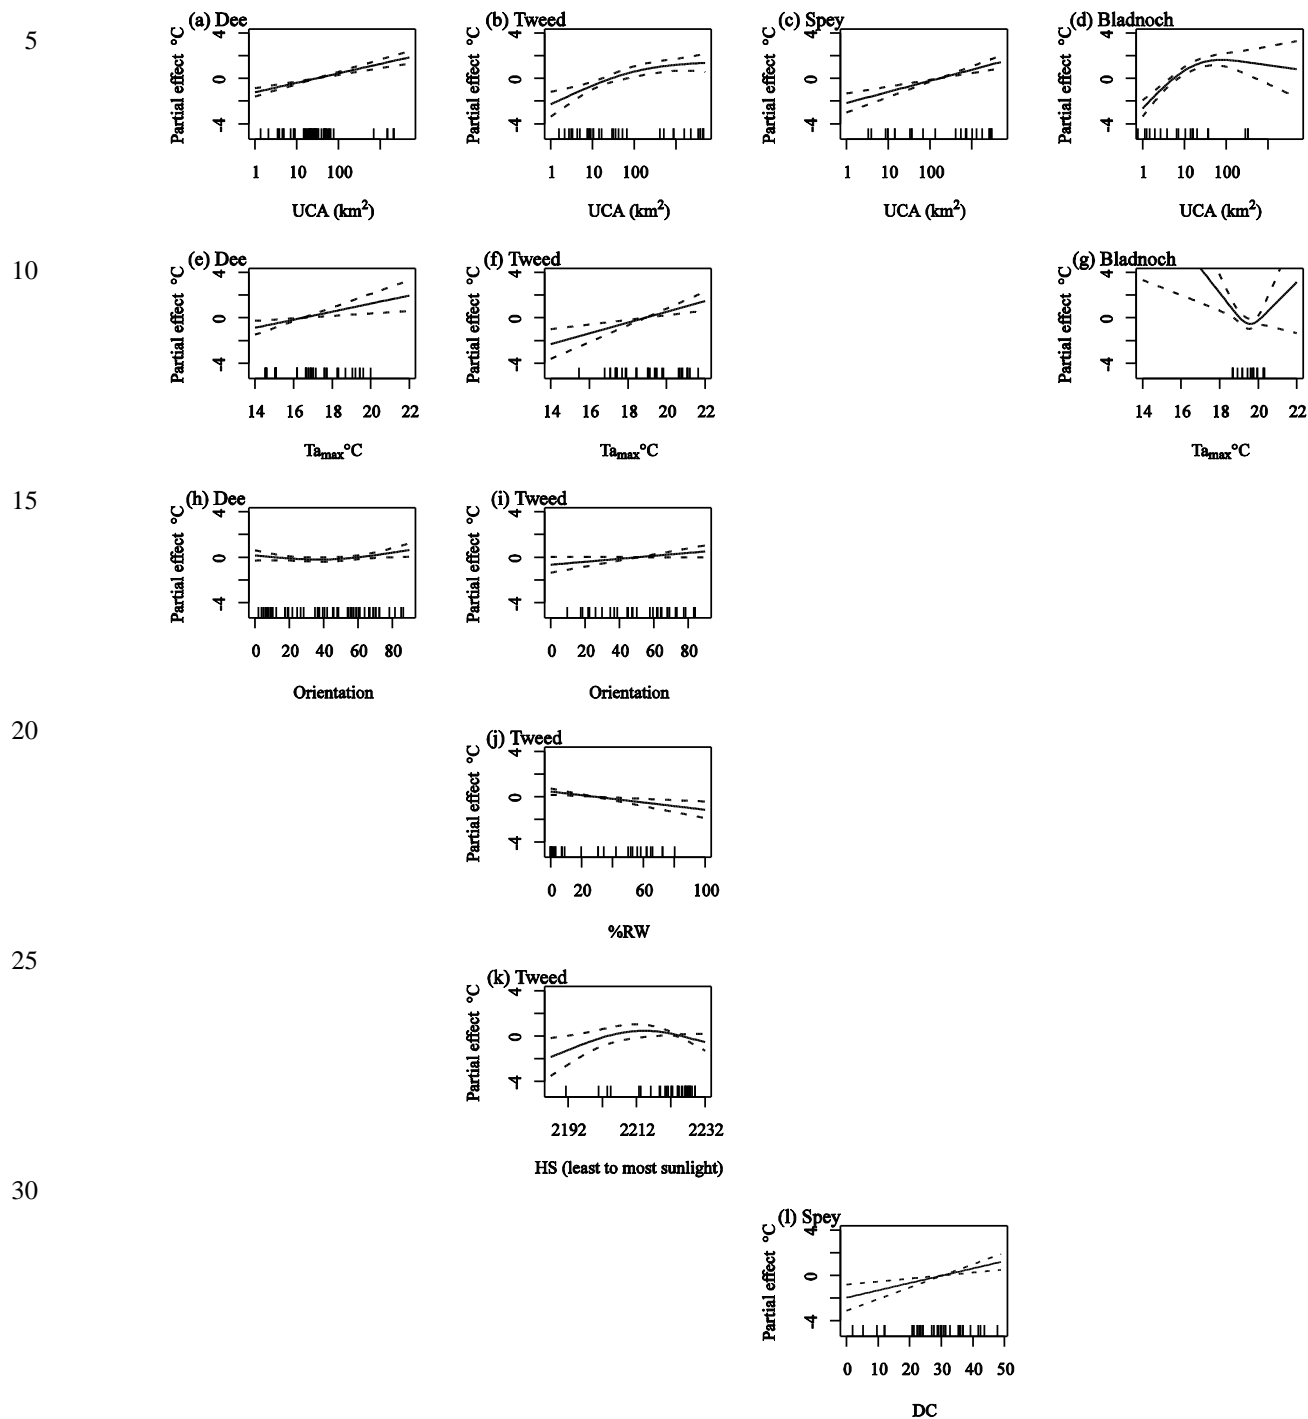 5
(a) Dee (b) Tweed (c) Spey (d) Bladnoch
Partial effect °C Partial effect °C Partial effect °C Partial effect °C
4 4 4 4
0 0 0 0
-4 -4 -4 -4
1 10 100 1 10 100 1 10 100 1 10 100
UCA (km²) UCA (km²) UCA (km²) UCA (km²)
10
(e) Dee (f) Tweed (g) Bladnoch
Partial effect °C Partial effect °C Partial effect °C
4 4 4
0 0 0
-4 -4 -4
14 16 18 20 22 14 16 18 20 22 14 16 18 20 22
Tamax°C Tamax°C Tamax°C
15
(h) Dee (i) Tweed
Partial effect °C Partial effect °C
4 4
0 0
-4 -4
0 20 40 60 80 0 20 40 60 80
Orientation Orientation
20
(j) Tweed
Partial effect °C
4
0
-4
0 20 60 100
%RW
25
(k) Tweed
Partial effect °C
4
0
-4
2192 2212 2232
HS (least to most sunlight)
30
(l) Spey
Partial effect °C
4
0
-4
0 10 20 30 40 50
DC